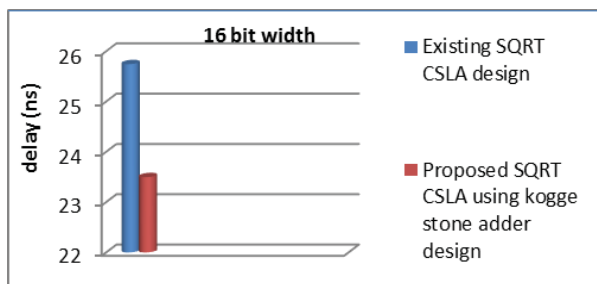 16 bit width
delay (ns)
26
25
24
23
22
Existing SQRT
CSLA design
Proposed SQRT
CSLA using kogge
stone adder
design